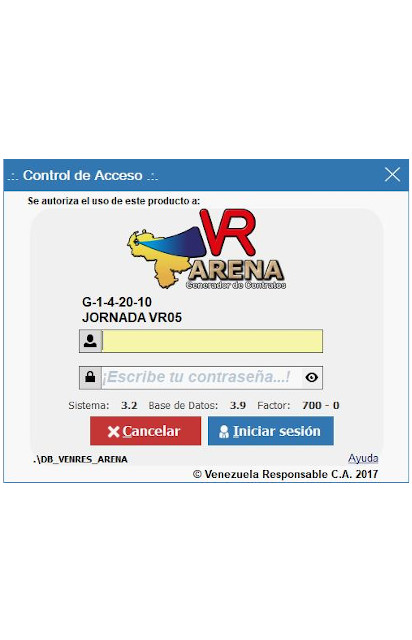 .:. Control de Acceso .:.
Se autoriza el uso de este producto a:
VR
ARENA
Generador de Contratos
G-1-4-20-10
JORNADA VR05
¡Escribe tu contraseña...!
Sistema: 3.2 Base de Datos: 3.9 Factor: 700 - 0
Cancelar Iniciar sesión
.\DB_VENRES_ARENA Ayuda
© Venezuela Responsable C.A. 2017